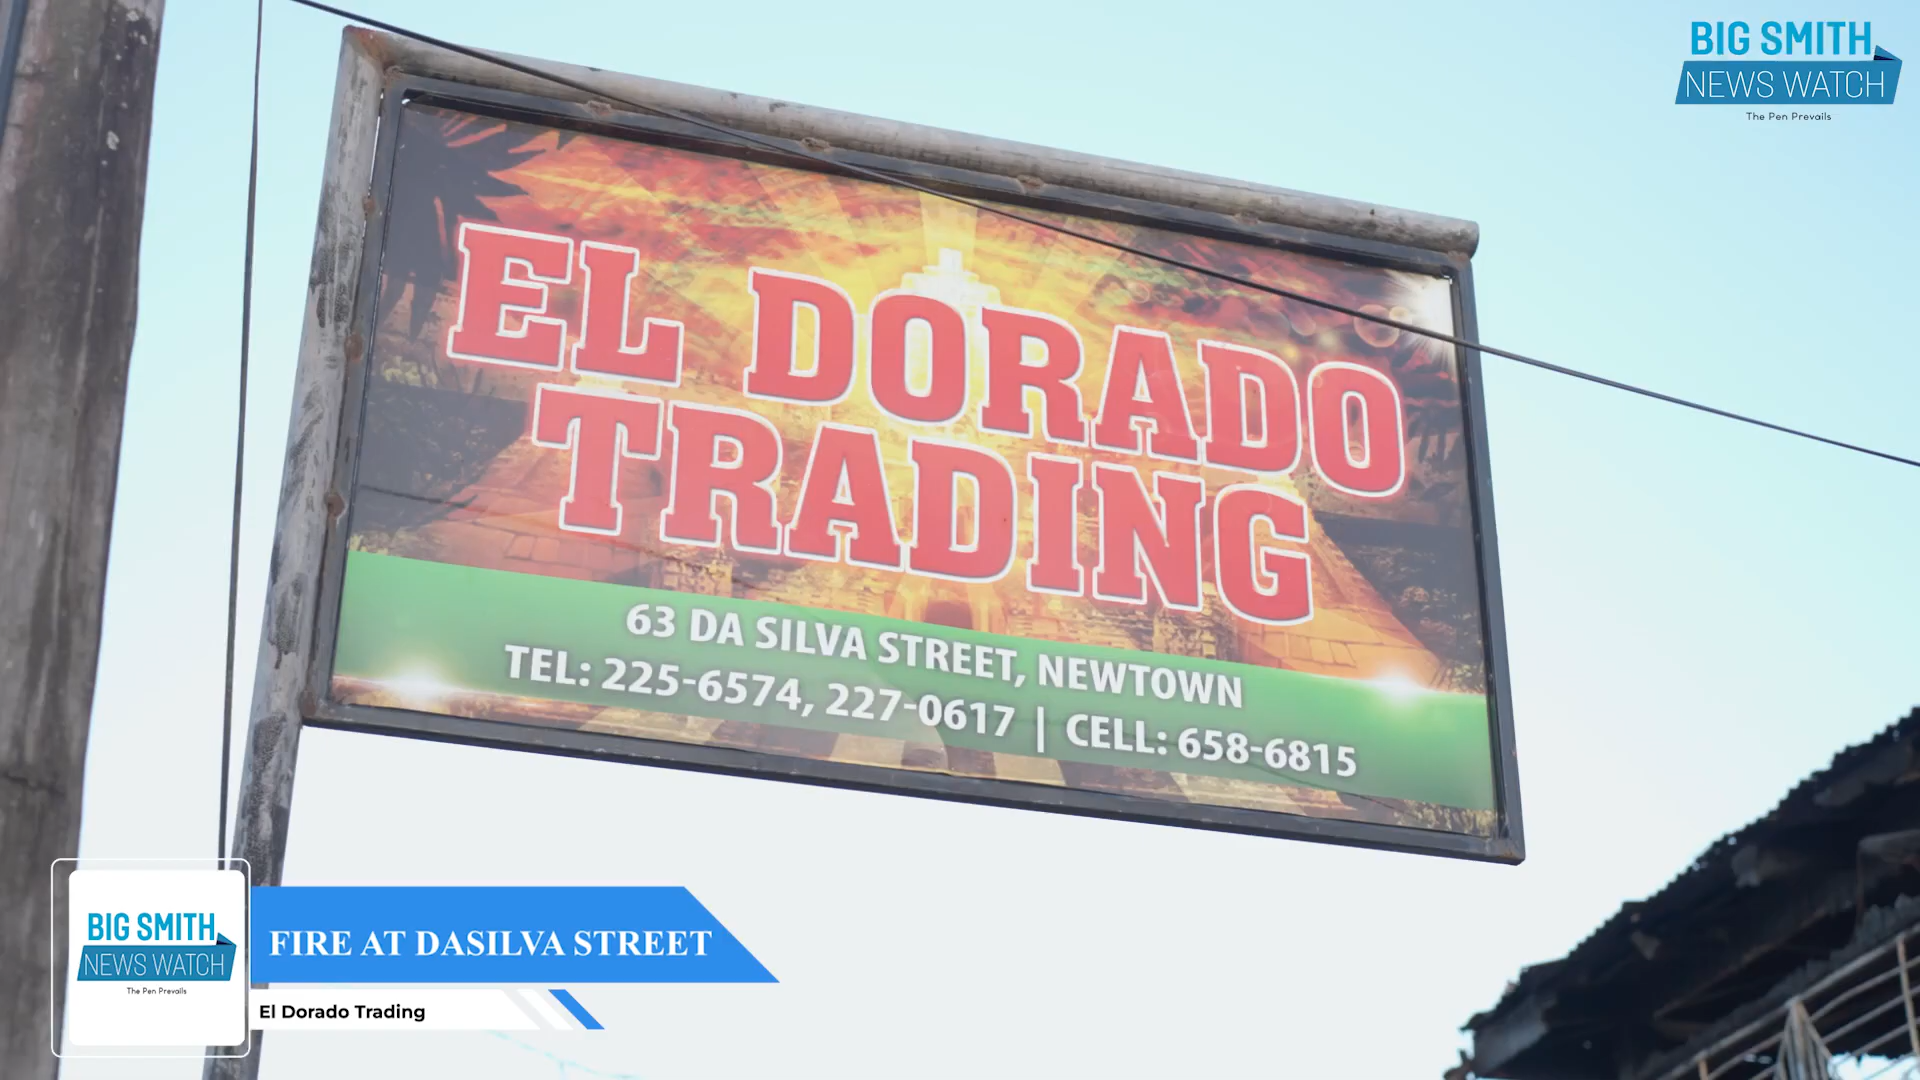 BIG SMITH
NEWS WATCH
The Pen Prevails
EL DORADO
TRADING
63 DA SILVA STREET, NEWTOWN
TEL: 225-6574, 227-0617 | CELL: 658-6815
BIG SMITH
NEWS WATCH
The Pen Prevails
FIRE AT DASILVA STREET
El Dorado Trading